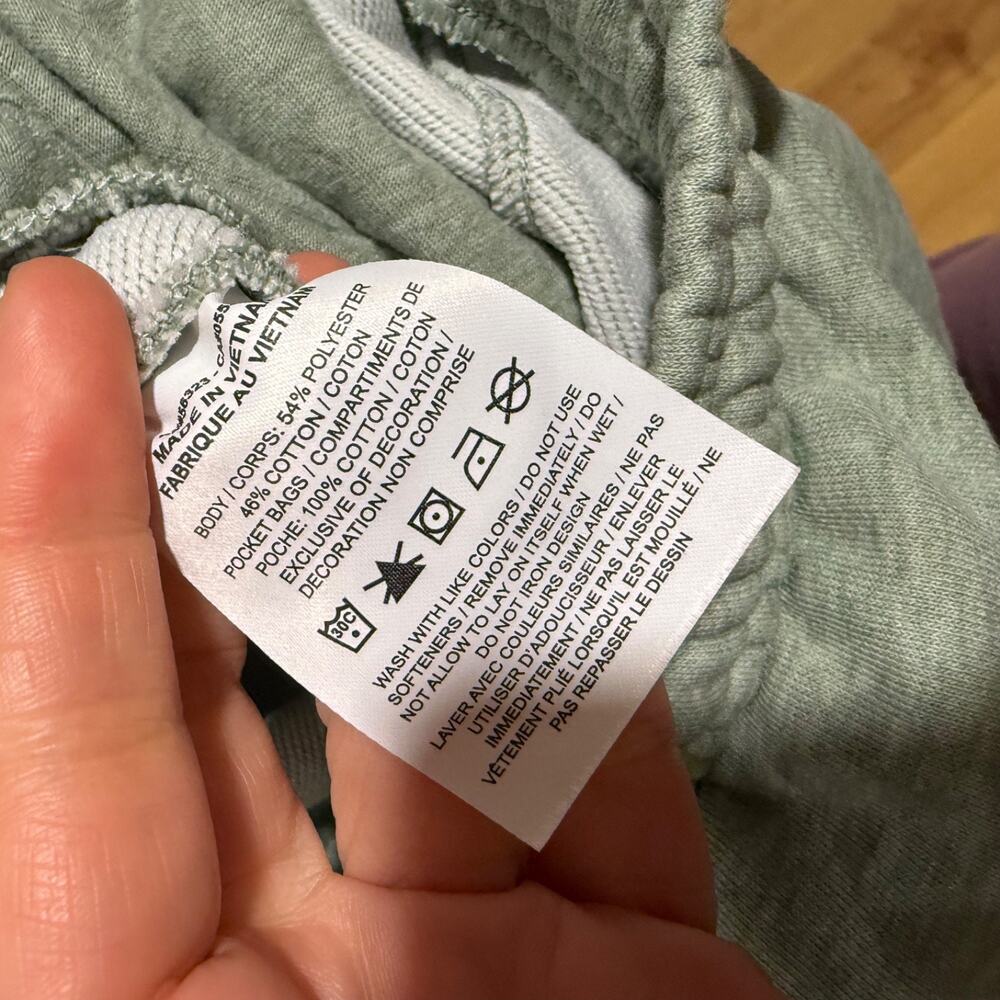 MADE IN VIETNAM
FABRIQUE AU VIETNAM
BODY / CORPS: 54% POLYESTER
46% COTTON / COTON
POCKET BAGS / COMPARTIMENTS DE
POCHE: 100% COTTON / COTON
EXCLUSIVE OF DECORATION /
DECORATION NON COMPRISE
30C
WASH WITH LIKE COLORS / DO NOT USE
SOFTENERS / REMOVE IMMEDIATELY / DO
NOT ALLOW TO LAY ON ITSELF WHEN WET /
DO NOT IRON DESIGN
LAVER AVEC COULEURS SIMILAIRES / NE PAS
UTILISER D'ADOUCISSEUR / ENLEVER
IMMEDIATEMENT / NE PAS LAISSER LE
VÊTEMENT PLIÉ LORSQU'IL EST MOUILLÉ / NE
PAS REPASSER LE DESSIN